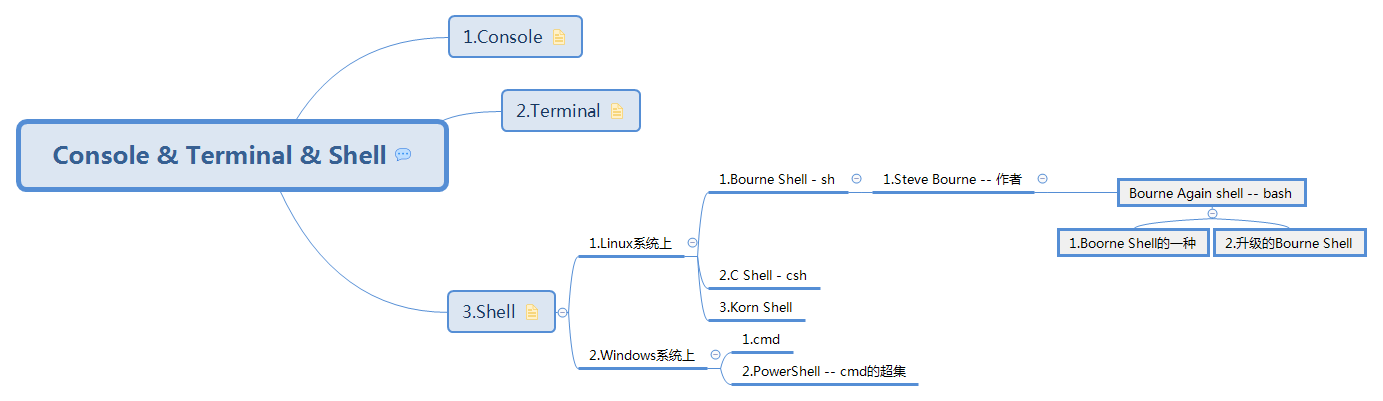 Console & Terminal & Shell
1.Console
2.Terminal
3.Shell
1.Linux系统上
1.Bourne Shell - sh
1.Steve Bourne -- 作者
Bourne Again shell -- bash
1.Boorne Shell的一种
2.升级的Bourne Shell
2.C Shell - csh
3.Korn Shell
2.Windows系统上
1.cmd
2.PowerShell -- cmd的超集